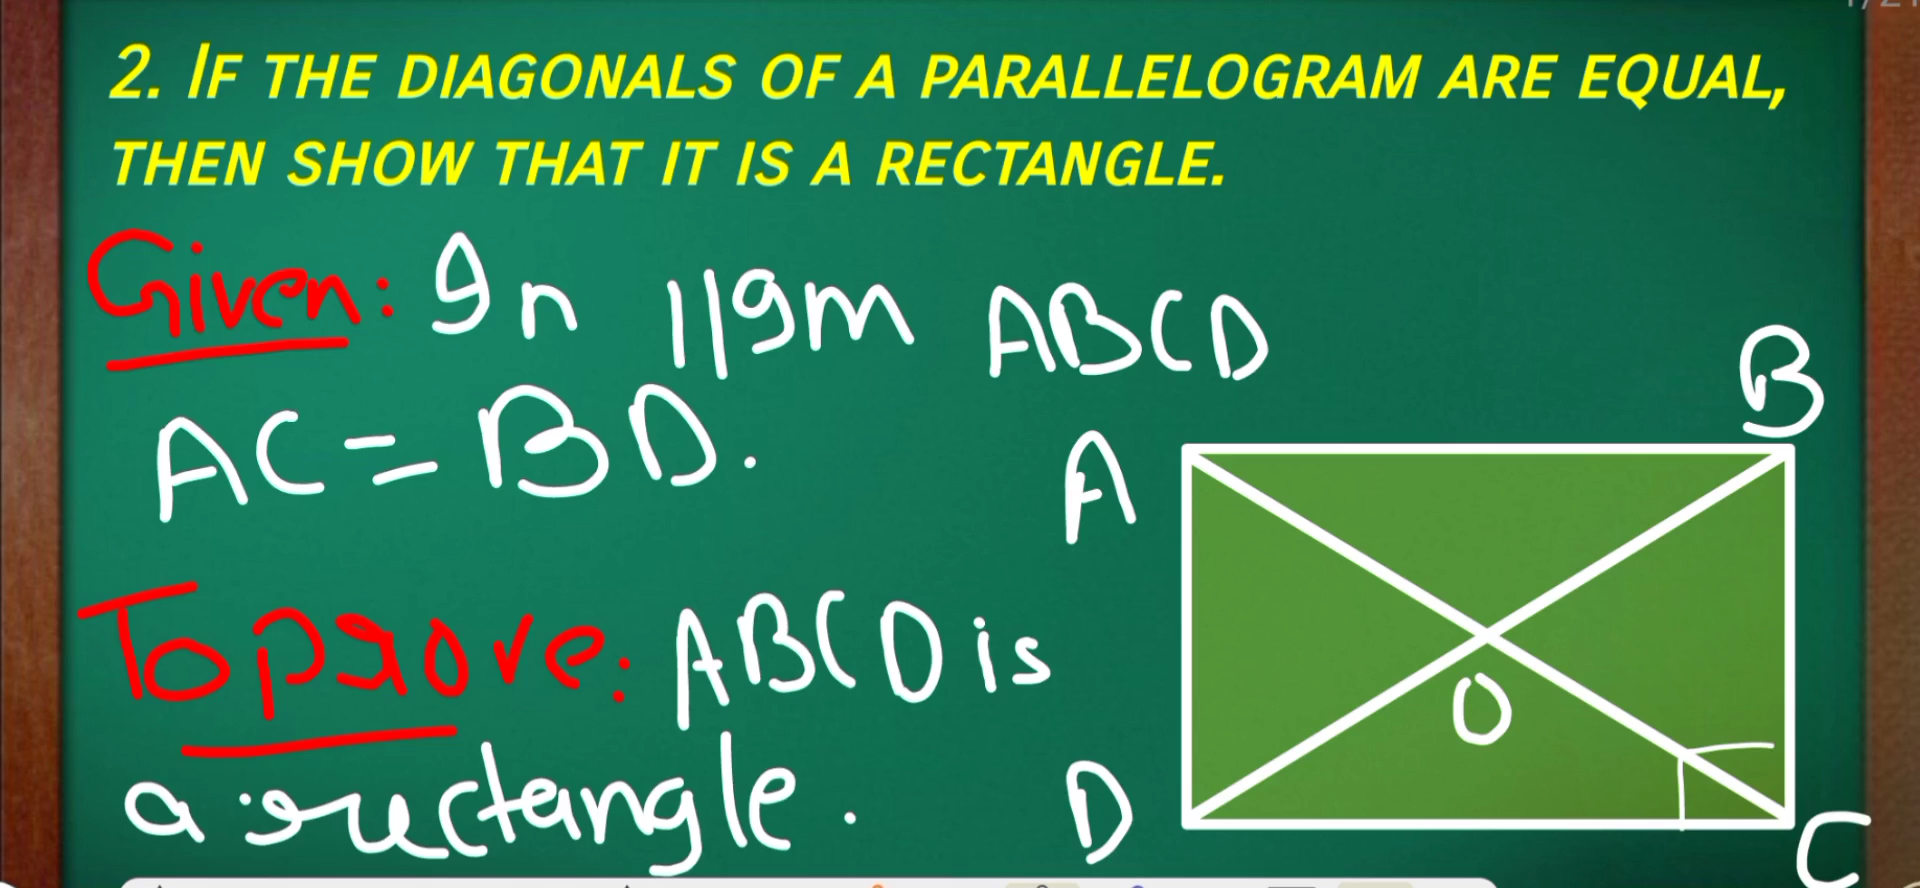 2. IF THE DIAGONALS OF A PARALLELOGRAM ARE EQUAL,
THEN SHOW THAT IT IS A RECTANGLE.
Given: In ||gm ABCD
AC = BD.
To prove: ABCD is
a rectangle.
A
B
O
D
C